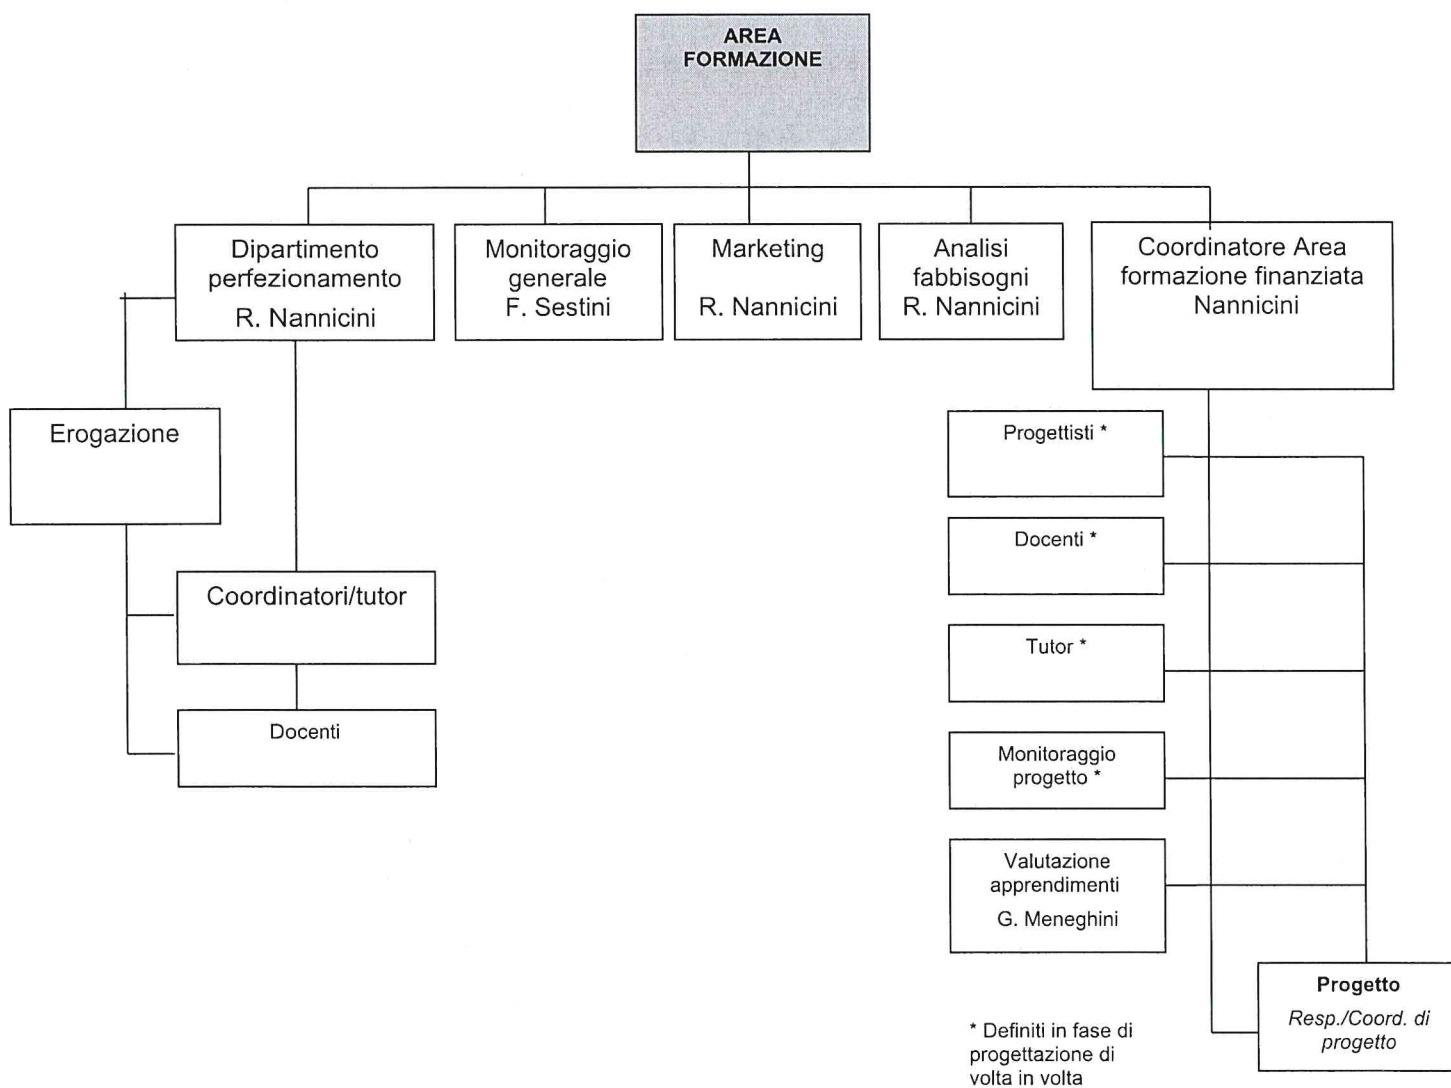 AREA
FORMAZIONE
Dipartimento
perfezionamento
R. Nannicini
Monitoraggio
generale
F. Sestini
Marketing
R. Nannicini
Analisi
fabbisogni
R. Nannicini
Coordinatore Area
formazione finanziata
Nannicini
Erogazione
Coordinatori/tutor
Docenti
Progettisti *
Docenti *
Tutor *
Monitoraggio
progetto *
Valutazione
apprendimenti
G. Meneghini
Progetto
Resp./Coord. di
progetto
* Definiti in fase di
progettazione di
volta in volta